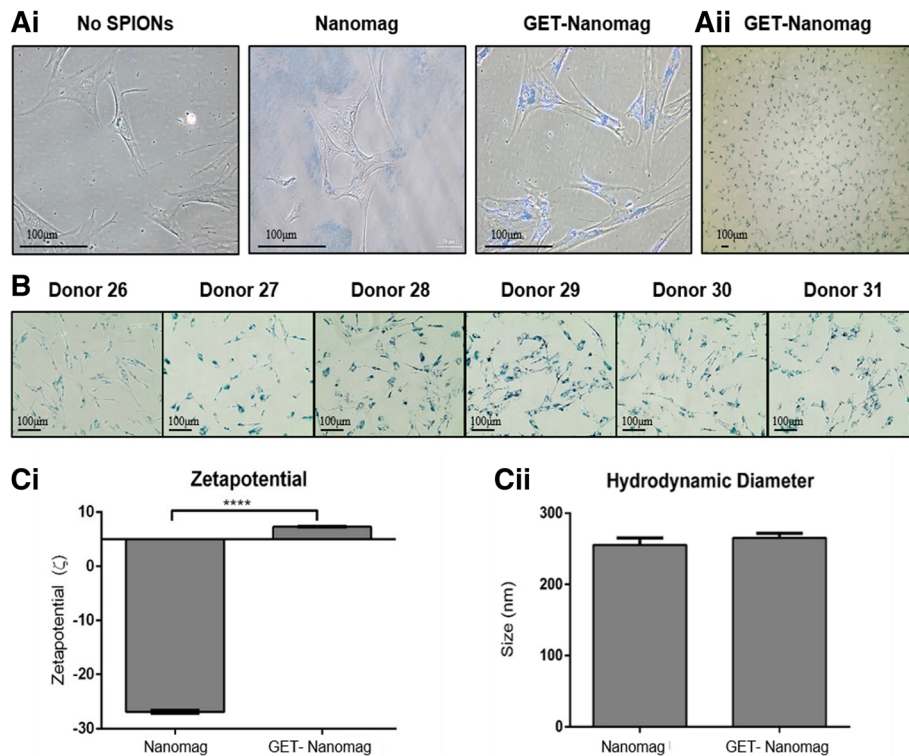 Ai
No SPIONs
Nanomag
GET-Nanomag
Aii
GET-Nanomag
100µm
100µm
100µm
100µm
B
Donor 26
Donor 27
Donor 28
Donor 29
Donor 30
Donor 31
100µm
100µm
100µm
100µm
100µm
100µm
Ci
Zetapotential
****
Zetapotential (ζ)
10
0
-10
-20
-30
Nanomag
GET- Nanomag
Cii
Hydrodynamic Diameter
Size (nm)
300
200
100
0
Nanomag
GET- Nanomag